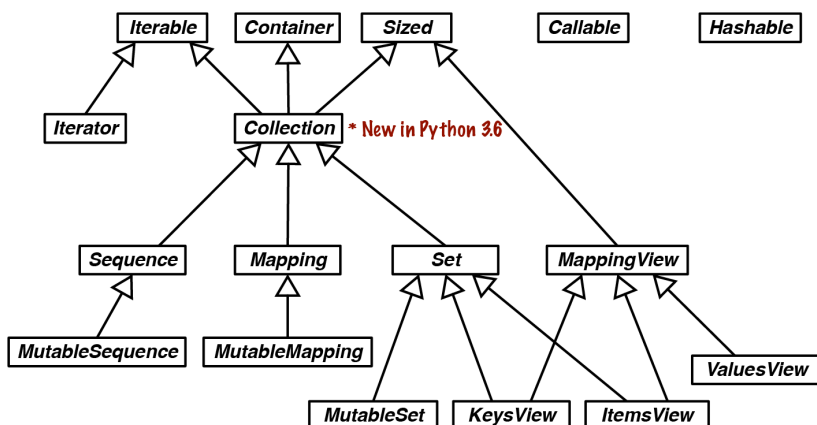 Iterable
Container
Sized
Callable
Hashable
Iterator
Collection
* New in Python 3.6
Sequence
Mapping
Set
MappingView
MutableSequence
MutableMapping
ValuesView
MutableSet
KeysView
ItemsView